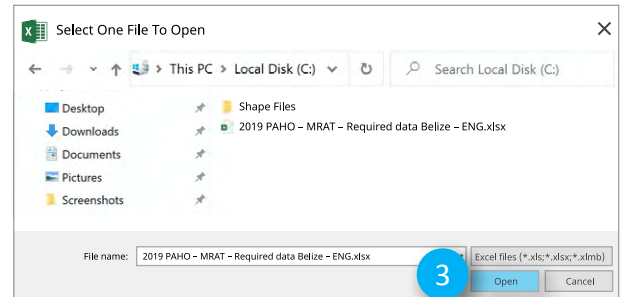 Select One File To Open
This PC > Local Disk (C:)
Search Local Disk (C:)
Desktop
Shape Files
Downloads
2019 PAHO – MRAT – Required data Belize – ENG.xlsx
Documents
Pictures
Screenshots
File name: 2019 PAHO – MRAT – Required data Belize – ENG.xlsx
Excel files (*.xls;*.xlsx;*.xlmb)
3
Open
Cancel